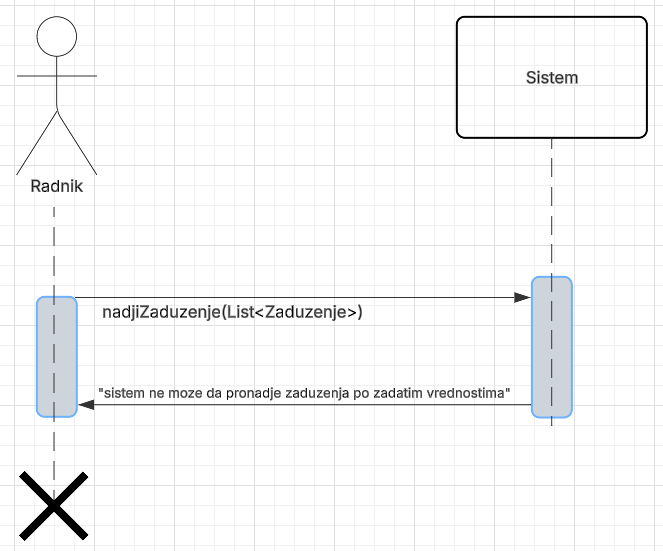 Sistem
Radnik
nadjiZaduzenje(List<Zaduzenje>)
"sistem ne moze da pronadje zaduzenja po zadatim vrednostima"